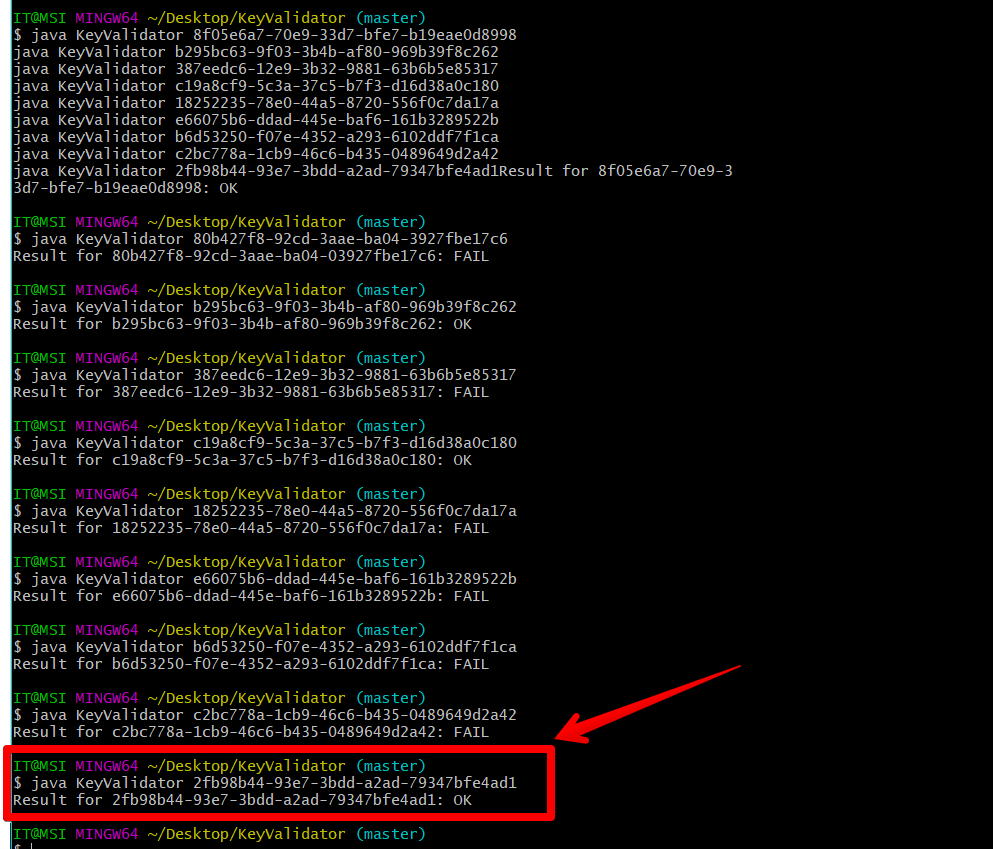 IT@MSI MINGW64 ~/Desktop/KeyValidator (master)
$ java KeyValidator 8f05e6a7-70e9-33d7-bfe7-b19eae0d8998
java KeyValidator b295bc63-9f03-3b4b-af80-969b39f8c262
java KeyValidator 387eedc6-12e9-3b32-9881-63b6b5e85317
java KeyValidator c19a8cf9-5c3a-37c5-b7f3-d16d38a0c180
java KeyValidator 18252235-78e0-44a5-8720-556f0c7da17a
java KeyValidator e66075b6-ddad-445e-baf6-161b3289522b
java KeyValidator b6d53250-f07e-4352-a293-6102ddf7f1ca
java KeyValidator c2bc778a-1cb9-46c6-b435-0489649d2a42
java KeyValidator 2fb98b44-93e7-3bdd-a2ad-79347bfe4ad1Result for 8f05e6a7-70e9-3
3d7-bfe7-b19eae0d8998: OK
IT@MSI MINGW64 ~/Desktop/KeyValidator (master)
$ java KeyValidator 80b427f8-92cd-3aae-ba04-3927fbe17c6
Result for 80b427f8-92cd-3aae-ba04-03927fbe17c6: FAIL
IT@MSI MINGW64 ~/Desktop/KeyValidator (master)
$ java KeyValidator b295bc63-9f03-3b4b-af80-969b39f8c262
Result for b295bc63-9f03-3b4b-af80-969b39f8c262: OK
IT@MSI MINGW64 ~/Desktop/KeyValidator (master)
$ java KeyValidator 387eedc6-12e9-3b32-9881-63b6b5e85317
Result for 387eedc6-12e9-3b32-9881-63b6b5e85317: FAIL
IT@MSI MINGW64 ~/Desktop/KeyValidator (master)
$ java KeyValidator c19a8cf9-5c3a-37c5-b7f3-d16d38a0c180
Result for c19a8cf9-5c3a-37c5-b7f3-d16d38a0c180: OK
IT@MSI MINGW64 ~/Desktop/KeyValidator (master)
$ java KeyValidator 18252235-78e0-44a5-8720-556f0c7da17a
Result for 18252235-78e0-44a5-8720-556f0c7da17a: FAIL
IT@MSI MINGW64 ~/Desktop/KeyValidator (master)
$ java KeyValidator e66075b6-ddad-445e-baf6-161b3289522b
Result for e66075b6-ddad-445e-baf6-161b3289522b: FAIL
IT@MSI MINGW64 ~/Desktop/KeyValidator (master)
$ java KeyValidator b6d53250-f07e-4352-a293-6102ddf7f1ca
Result for b6d53250-f07e-4352-a293-6102ddf7f1ca: FAIL
IT@MSI MINGW64 ~/Desktop/KeyValidator (master)
$ java KeyValidator c2bc778a-1cb9-46c6-b435-0489649d2a42
Result for c2bc778a-1cb9-46c6-b435-0489649d2a42: FAIL
IT@MSI MINGW64 ~/Desktop/KeyValidator (master)
$ java KeyValidator 2fb98b44-93e7-3bdd-a2ad-79347bfe4ad1
Result for 2fb98b44-93e7-3bdd-a2ad-79347bfe4ad1: OK
IT@MSI MINGW64 ~/Desktop/KeyValidator (master)
$